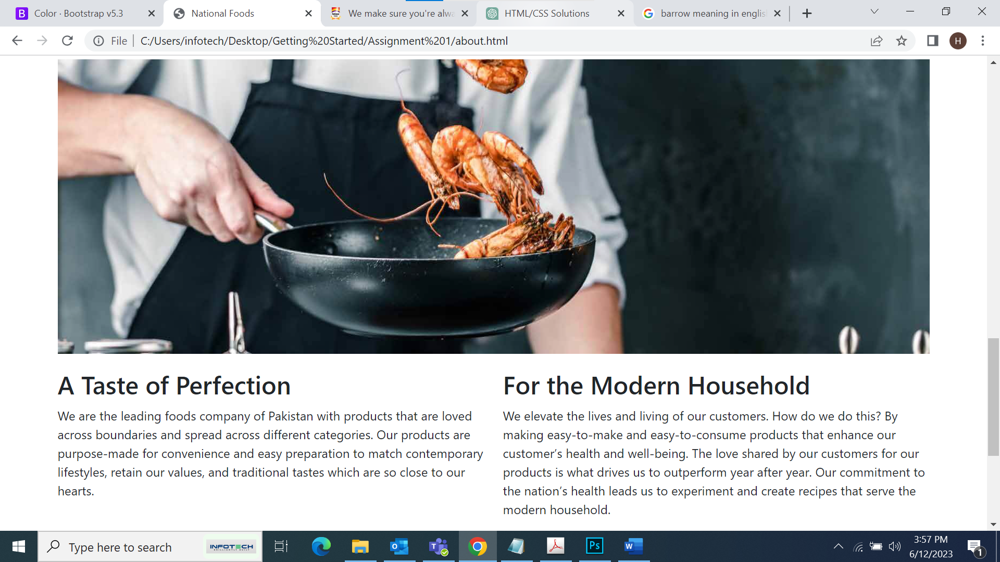 Color · Bootstrap v5.3
National Foods
We make sure you're alwa
HTML/CSS Solutions
barrow meaning in englis
File
C:/Users/infotech/Desktop/Getting%20Started/Assignment%201/about.html
H
A Taste of Perfection
We are the leading foods company of Pakistan with products that are loved
across boundaries and spread across different categories. Our products are
purpose-made for convenience and easy preparation to match contemporary
lifestyles, retain our values, and traditional tastes which are so close to our
hearts.
For the Modern Household
We elevate the lives and living of our customers. How do we do this? By
making easy-to-make and easy-to-consume products that enhance our
customer’s health and well-being. The love shared by our customers for our
products is what drives us to outperform year after year. Our commitment to
the nation’s health leads us to experiment and create recipes that serve the
modern household.
Type here to search
INFOTECH
BRILLIANTLY BUILT
Ps
3:57 PM
6/12/2023
1